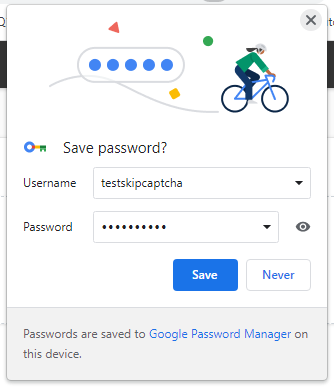 Save password?
Username testskipcaptcha
Password ••••••••••
Save Never
Passwords are saved to Google Password Manager on
this device.